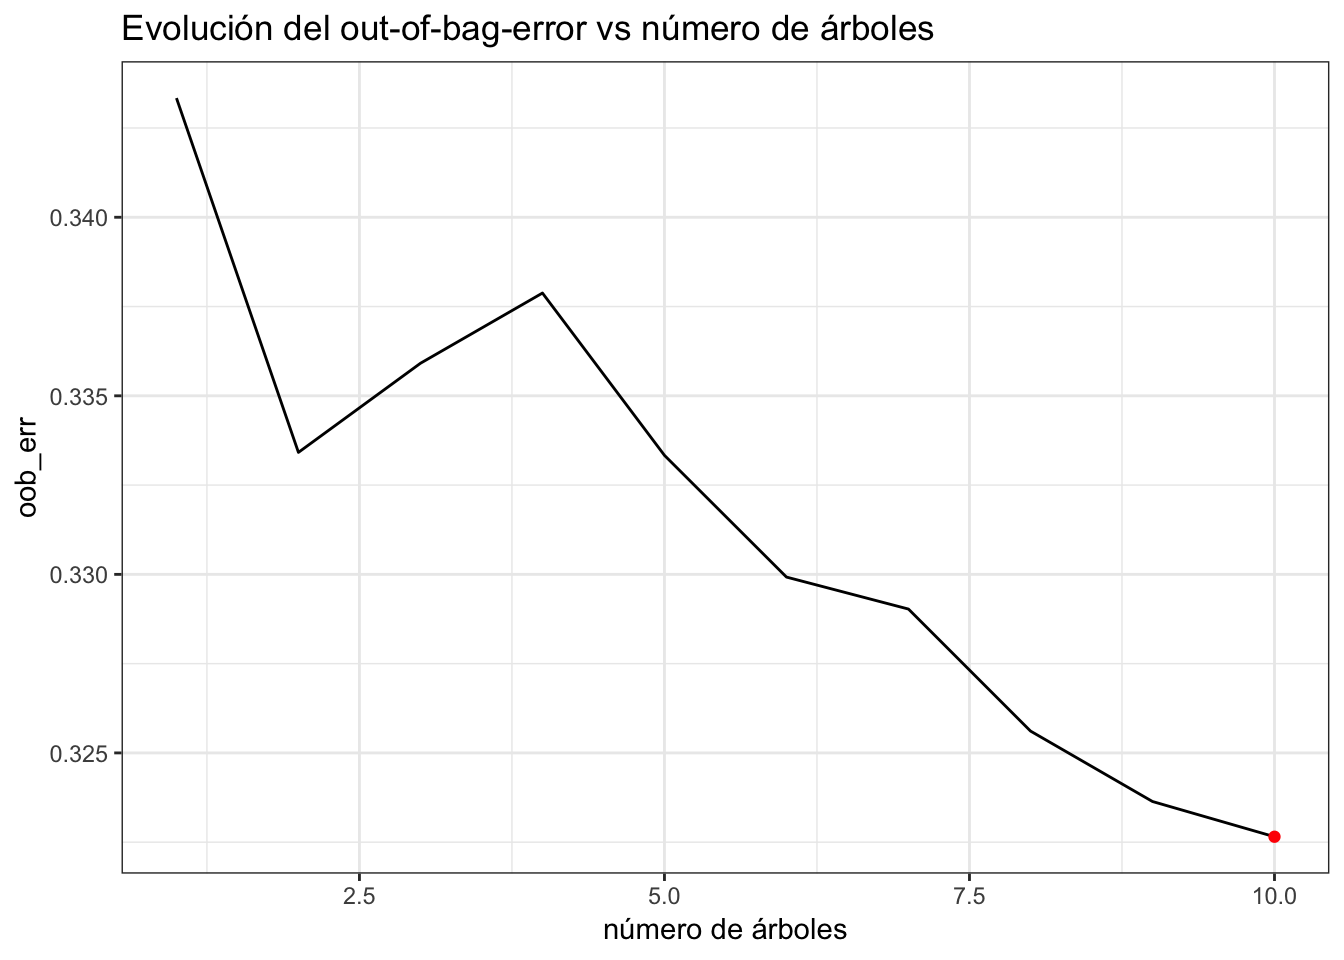 Evolución del out-of-bag-error vs número de árboles
oob_err
0.340
0.335
0.330
0.325
2.5 5.0 7.5 10.0
número de árboles